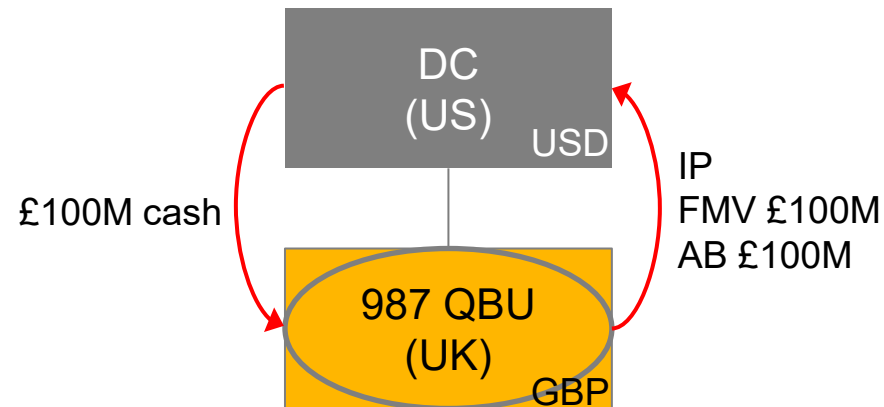 DC
(US)
USD
£100M cash
IP
FMV £100M
AB £100M
987 QBU
(UK)
GBP